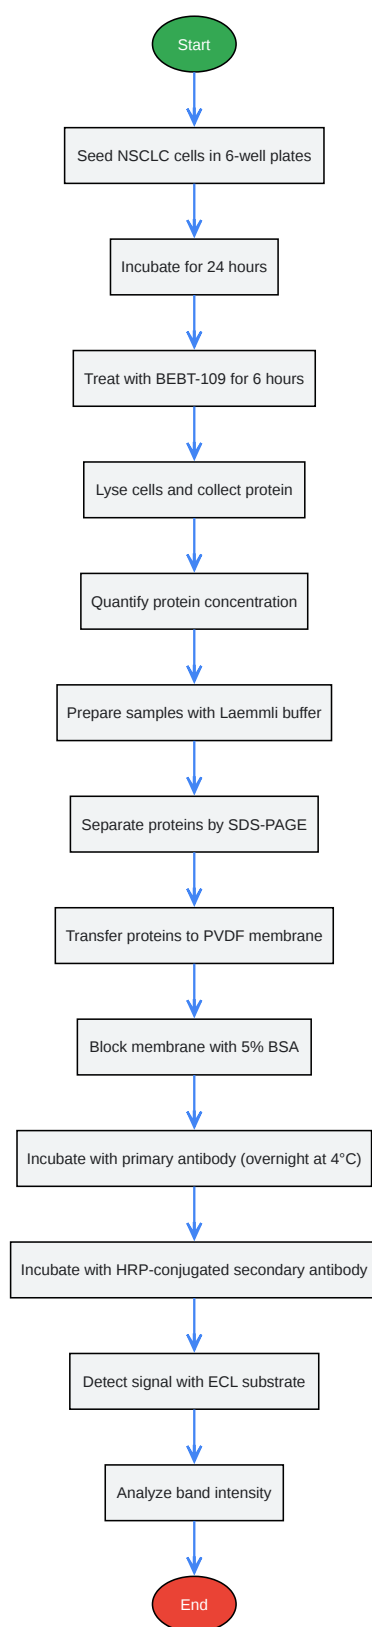 Start
Seed NSCLC cells in 6-well plates
Incubate for 24 hours
Treat with BEBT-109 for 6 hours
Lyse cells and collect protein
Quantify protein concentration
Prepare samples with Laemmli buffer
Separate proteins by SDS-PAGE
Transfer proteins to PVDF membrane
Block membrane with 5% BSA
Incubate with primary antibody (overnight at 4°C)
Incubate with HRP-conjugated secondary antibody
Detect signal with ECL substrate
Analyze band intensity
End